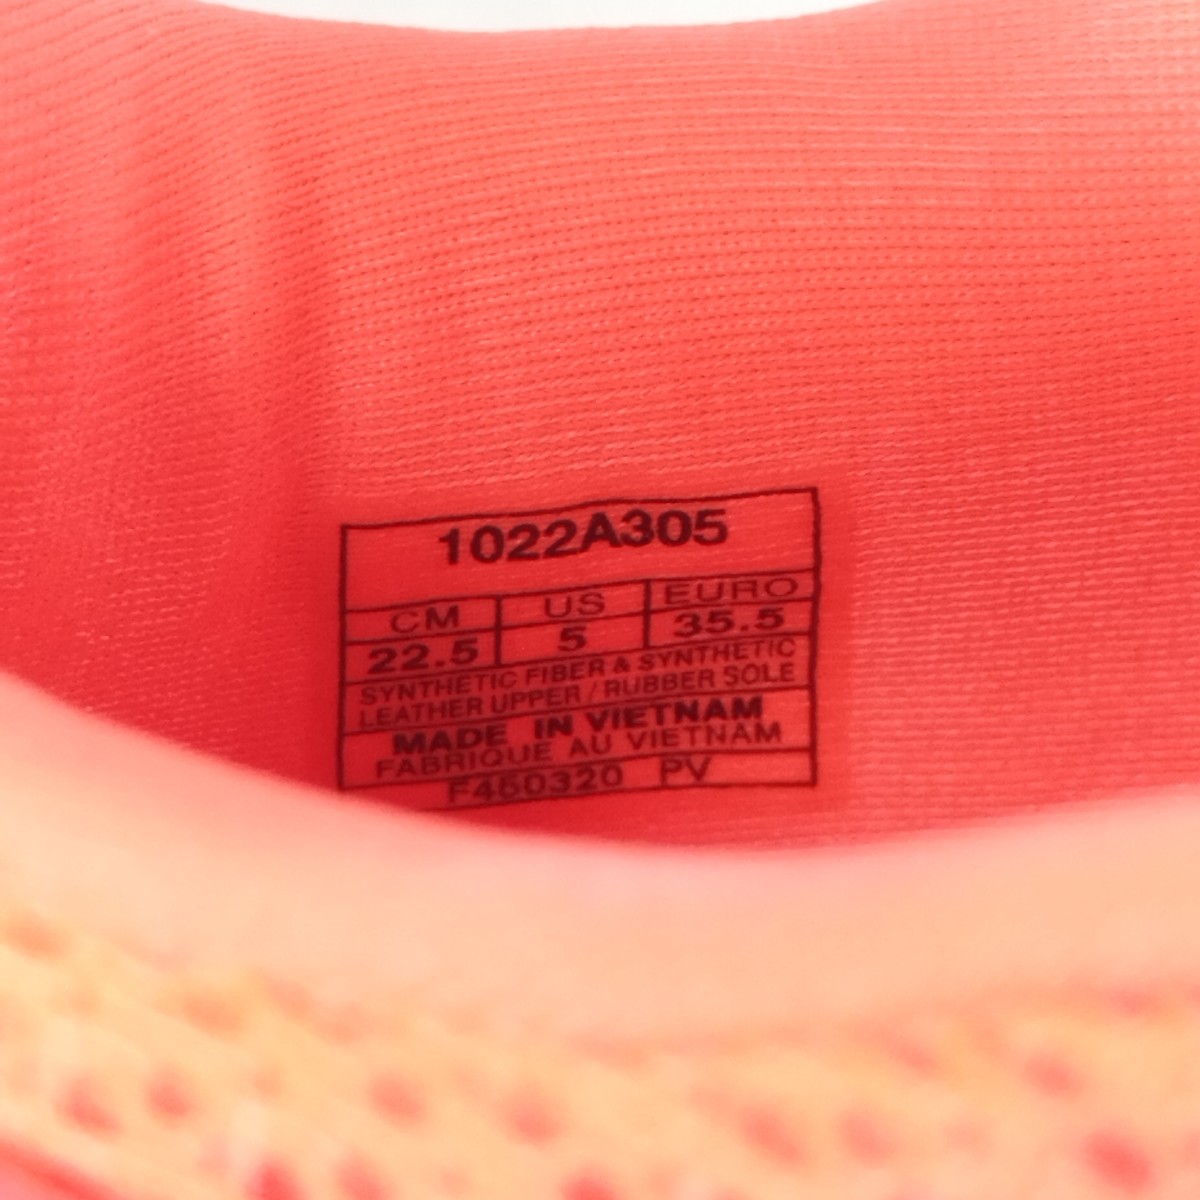 1022A305
CM US EURO
22.5 5 35.5
SYNTHETIC FIBER & SYNTHETIC
LEATHER UPPER / RUBBER SOLE
MADE IN VIETNAM
FABRIQUE AU VIETNAM
F450320 PV